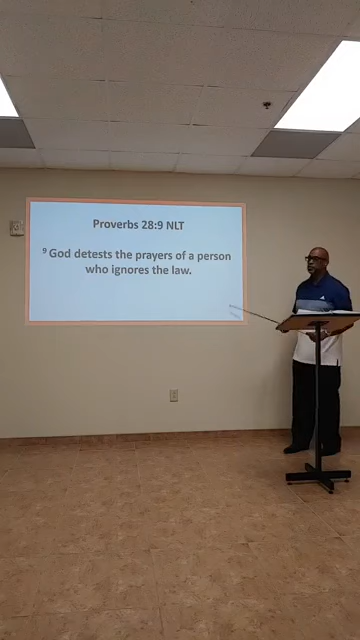 Proverbs 28:9 NLT
9 God detests the prayers of a person
who ignores the law.